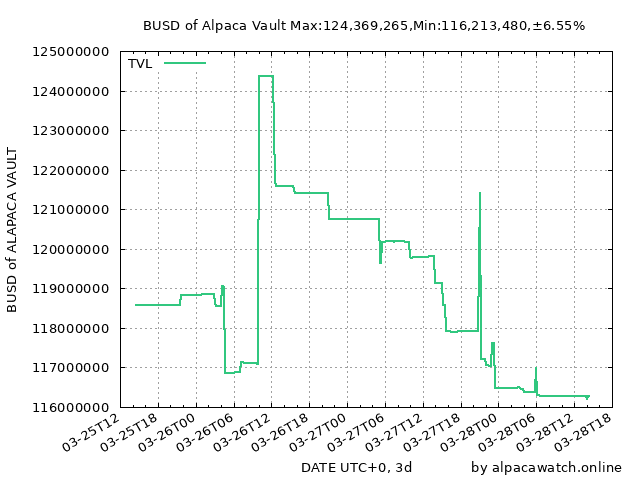 BUSD of Alpaca Vault Max:124,369,265,Min:116,213,480,±6.55%
TVL
125000000
124000000
123000000
122000000
121000000
120000000
119000000
118000000
117000000
116000000
BUSD of ALAPACA VAULT
03-25T12
03-25T18
03-26T00
03-26T06
03-26T12
03-26T18
03-27T00
03-27T06
03-27T12
03-27T18
03-28T00
03-28T06
03-28T12
03-28T18
DATE UTC+0, 3d
by alpacawatch.online